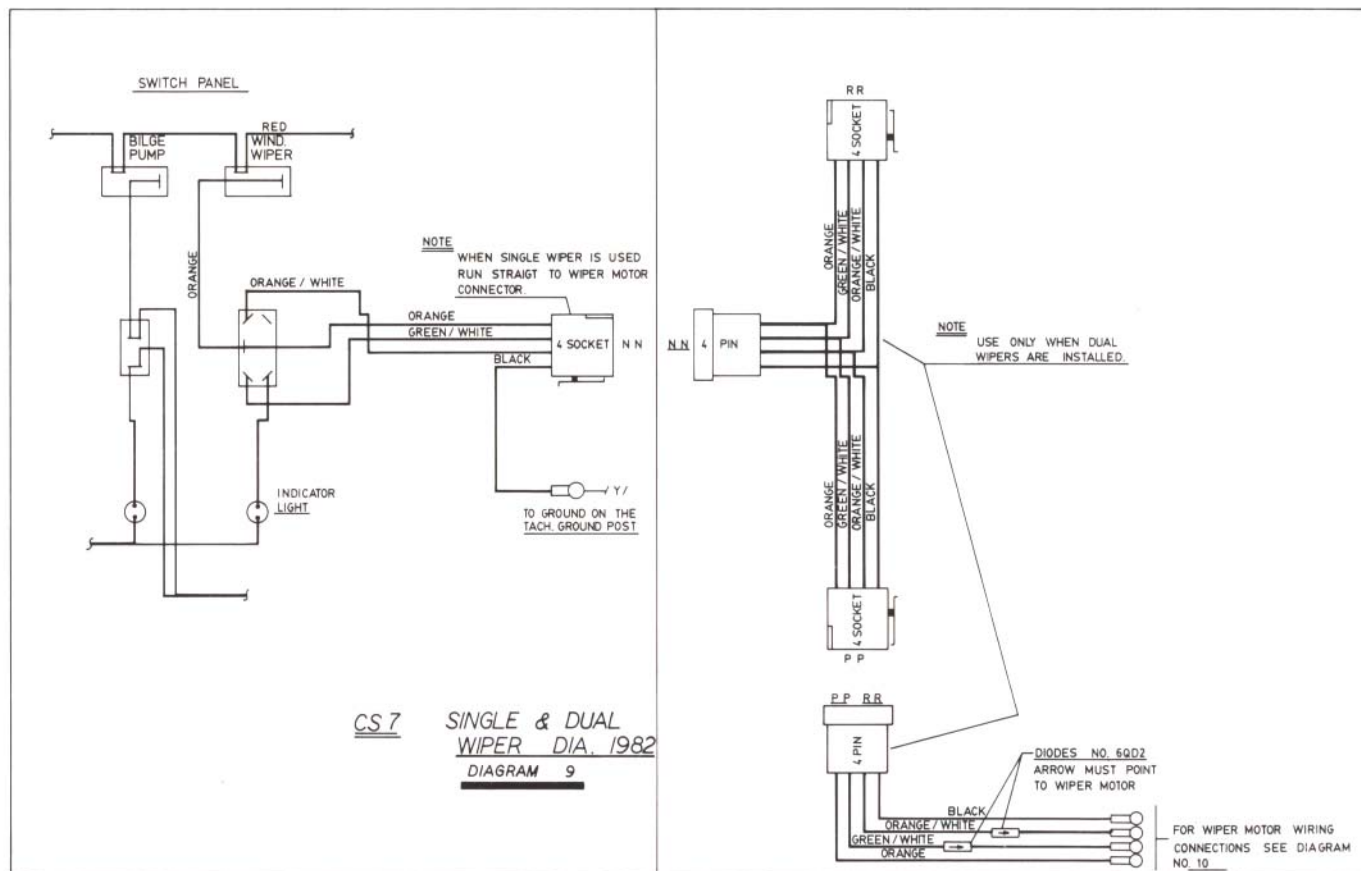 SWITCH PANEL
BILGE
PUMP
RED
WIND.
WIPER
ORANGE
ORANGE / WHITE
NOTE
WHEN SINGLE WIPER IS USED
RUN STRAIGT TO WIPER MOTOR
CONNECTOR.
ORANGE
GREEN / WHITE
BLACK
4 SOCKET
N N
INDICATOR
LIGHT
Y
TO GROUND ON THE
TACH. GROUND POST
CS 7
SINGLE & DUAL
WIPER DIA. 1982
DIAGRAM 9
R R
4 SOCKET
ORANGE
GREEN / WHITE
ORANGE / WHITE
BLACK
N N
4 PIN
NOTE
USE ONLY WHEN DUAL
WIPERS ARE INSTALLED.
ORANGE
GREEN / WHITE
ORANGE / WHITE
BLACK
4 SOCKET
P P
P P R R
4 PIN
DIODES NO. 6QD2
ARROW MUST POINT
TO WIPER MOTOR
BLACK
ORANGE / WHITE
GREEN / WHITE
ORANGE
FOR WIPER MOTOR WIRING
CONNECTIONS SEE DIAGRAM
NO. 10